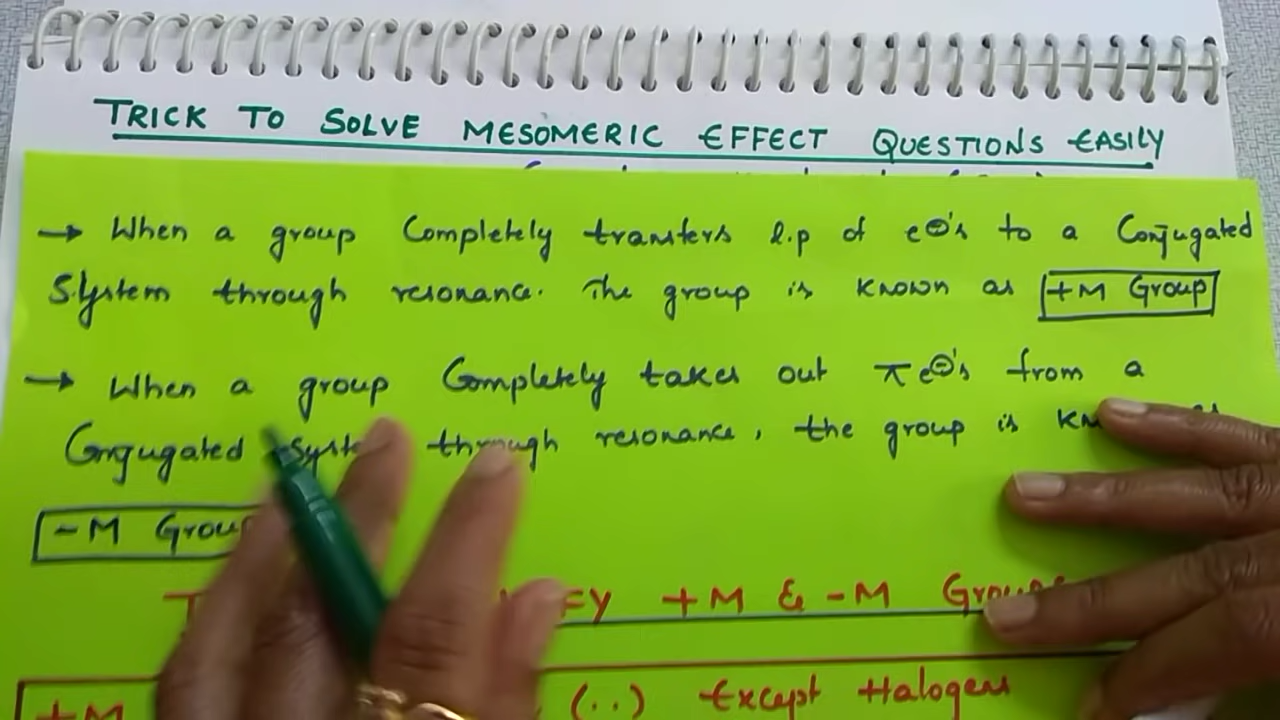 TRICK TO SOLVE MESOMERIC EFFECT QUESTIONS EASILY
→ When a group Completely transfers l.p of e⊖'s to a Conjugated
System through resonance. The group is known as +M Group
→ When a group Completely takes out π e⊖'s from a
Conjugated through resonance, the group is
-M
+M & -M
+M (..) Except Halogens